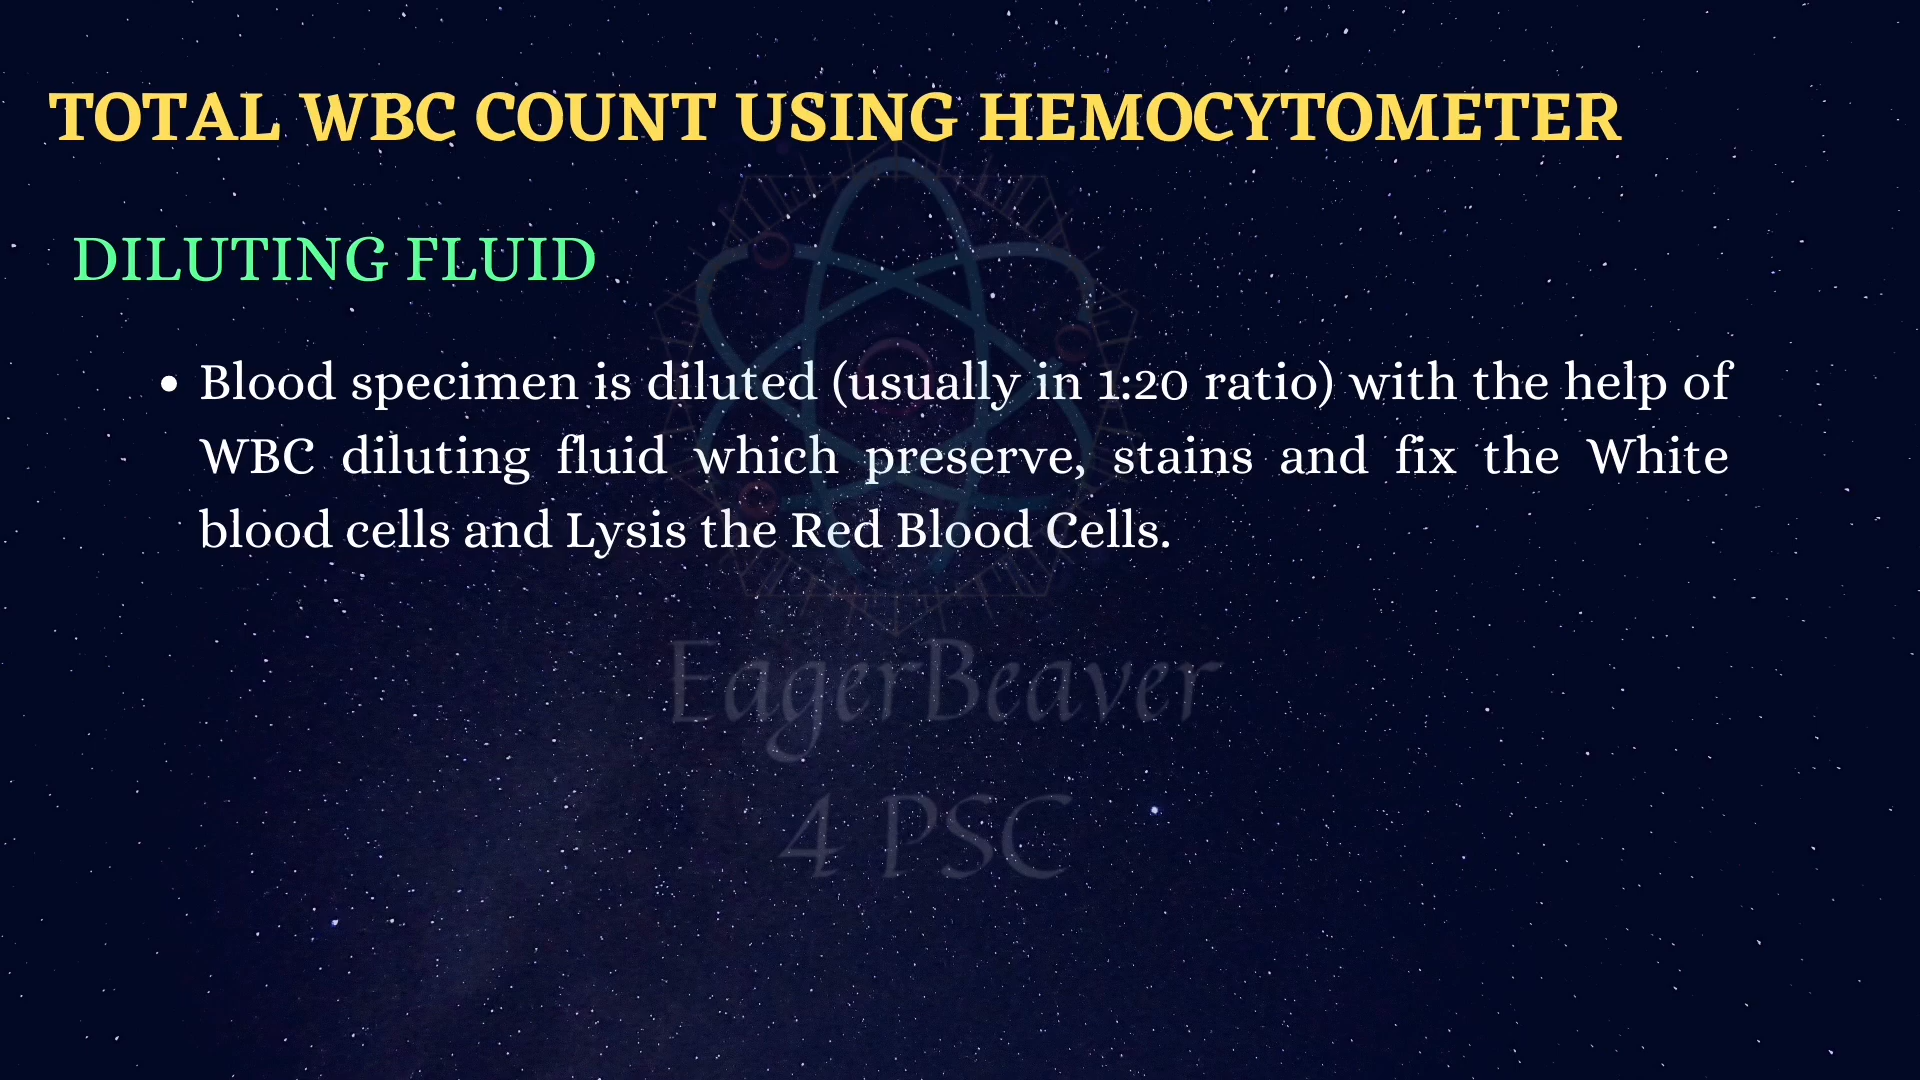 TOTAL WBC COUNT USING HEMOCYTOMETER
DILUTING FLUID
• Blood specimen is diluted (usually in 1:20 ratio) with the help of
WBC diluting fluid which preserve, stains and fix the White
blood cells and Lysis the Red Blood Cells.
EagerBeaver
4 PSC